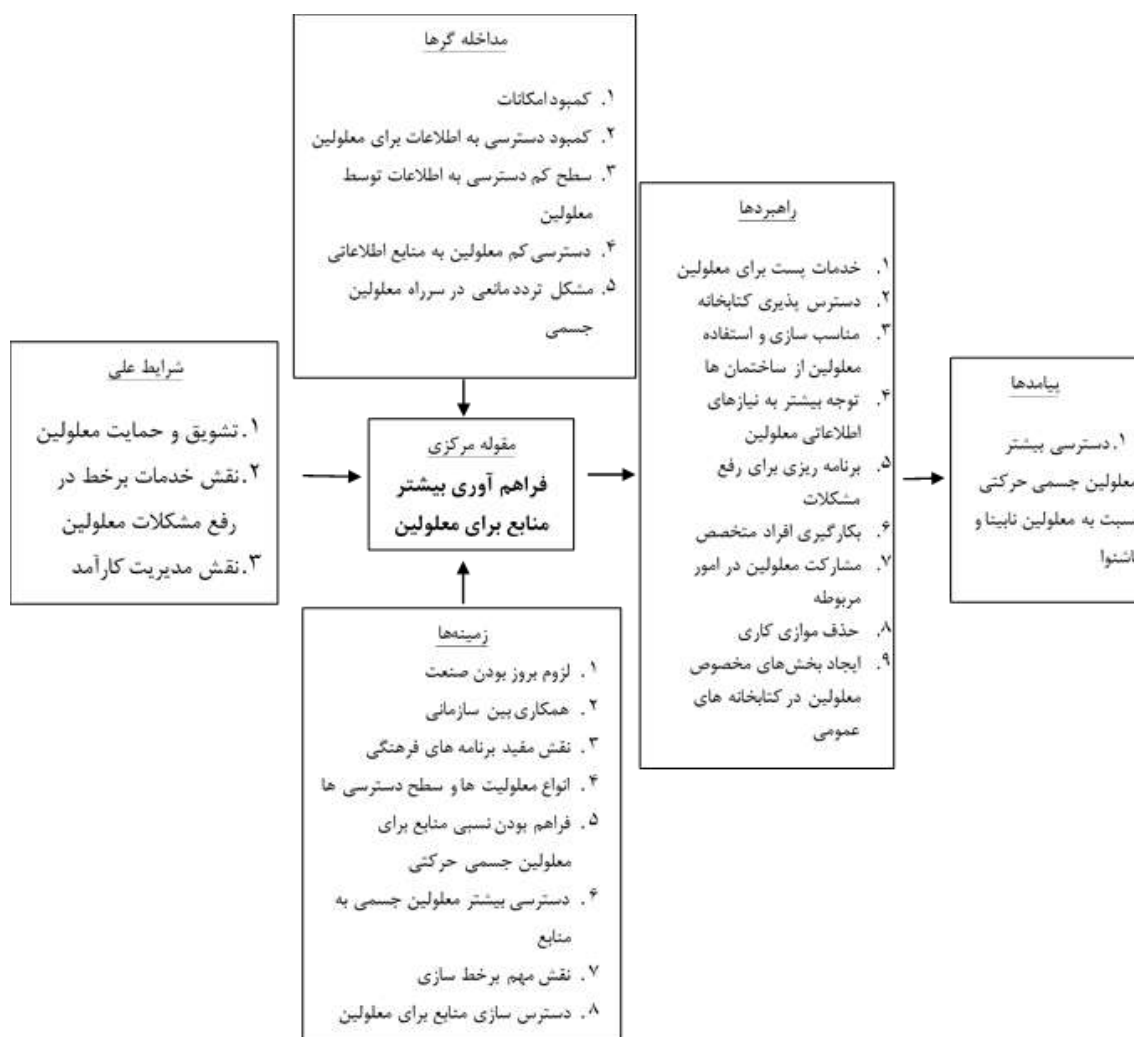 مداخله گرها
۱. کمبود امکانات
۲. کمبود دسترسی به اطلاعات برای معلولین
۳. سطح کم دسترسی به اطلاعات توسط
معلولین
۴. دسترسی کم معلولین به منابع اطلاعاتی
۵. مشکل تردد مانعی در سرراه معلولین
جسمی
شرایط علی
۱. تشویق و حمایت معلولین
۲. نقش خدمات برخط در
رفع مشکلات معلولین
۳. نقش مدیریت کارآمد
مقوله مرکزی
فراهم آوری بیشتر
منابع برای معلولین
زمینه‌ها
۱. لزوم بروز بودن صنعت
۲. همکاری بین سازمانی
۳. نقش مفید برنامه های فرهنگی
۴. انواع معلولیت ها و سطح دسترسی ها
۵. فراهم بودن نسبی منابع برای
معلولین جسمی حرکتی
۶. دسترسی بیشتر معلولین جسمی به
منابع
۷. نقش مهم برخط سازی
۸. دسترس سازی منابع برای معلولین
راهبردها
۱. خدمات پست برای معلولین
۲. دسترس پذیری کتابخانه
۳. مناسب سازی و استفاده
معلولین از ساختمان ها
۴. توجه بیشتر به نیازهای
اطلاعاتی معلولین
۵. برنامه ریزی برای رفع
مشکلات
۶. بکارگیری افراد متخصص
۷. مشارکت معلولین در امور
مربوطه
۸. حذف موازی کاری
۹. ایجاد بخش‌های مخصوص
معلولین در کتابخانه های
عمومی
پیامدها
۱. دسترسی بیشتر
معلولین جسمی حرکتی
نسبت به معلولین نابینا و